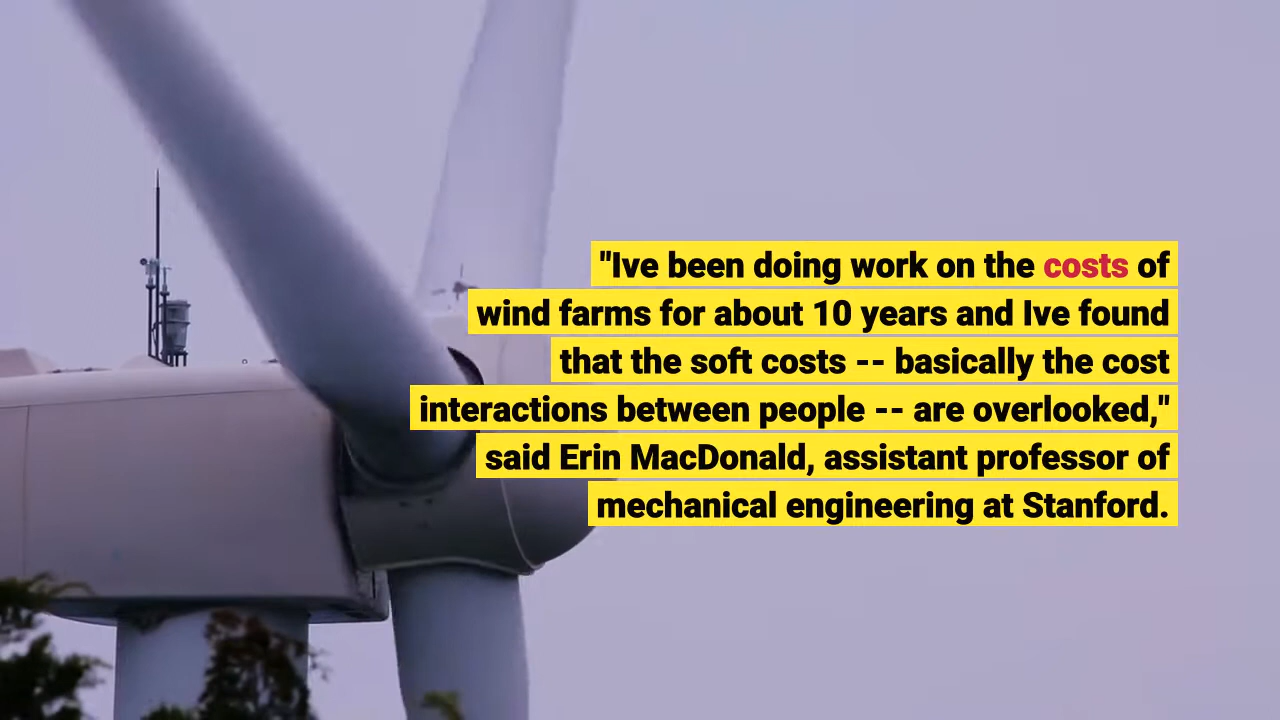 "Ive been doing work on the costs of
wind farms for about 10 years and Ive found
that the soft costs -- basically the cost
interactions between people -- are overlooked,"
said Erin MacDonald, assistant professor of
mechanical engineering at Stanford.